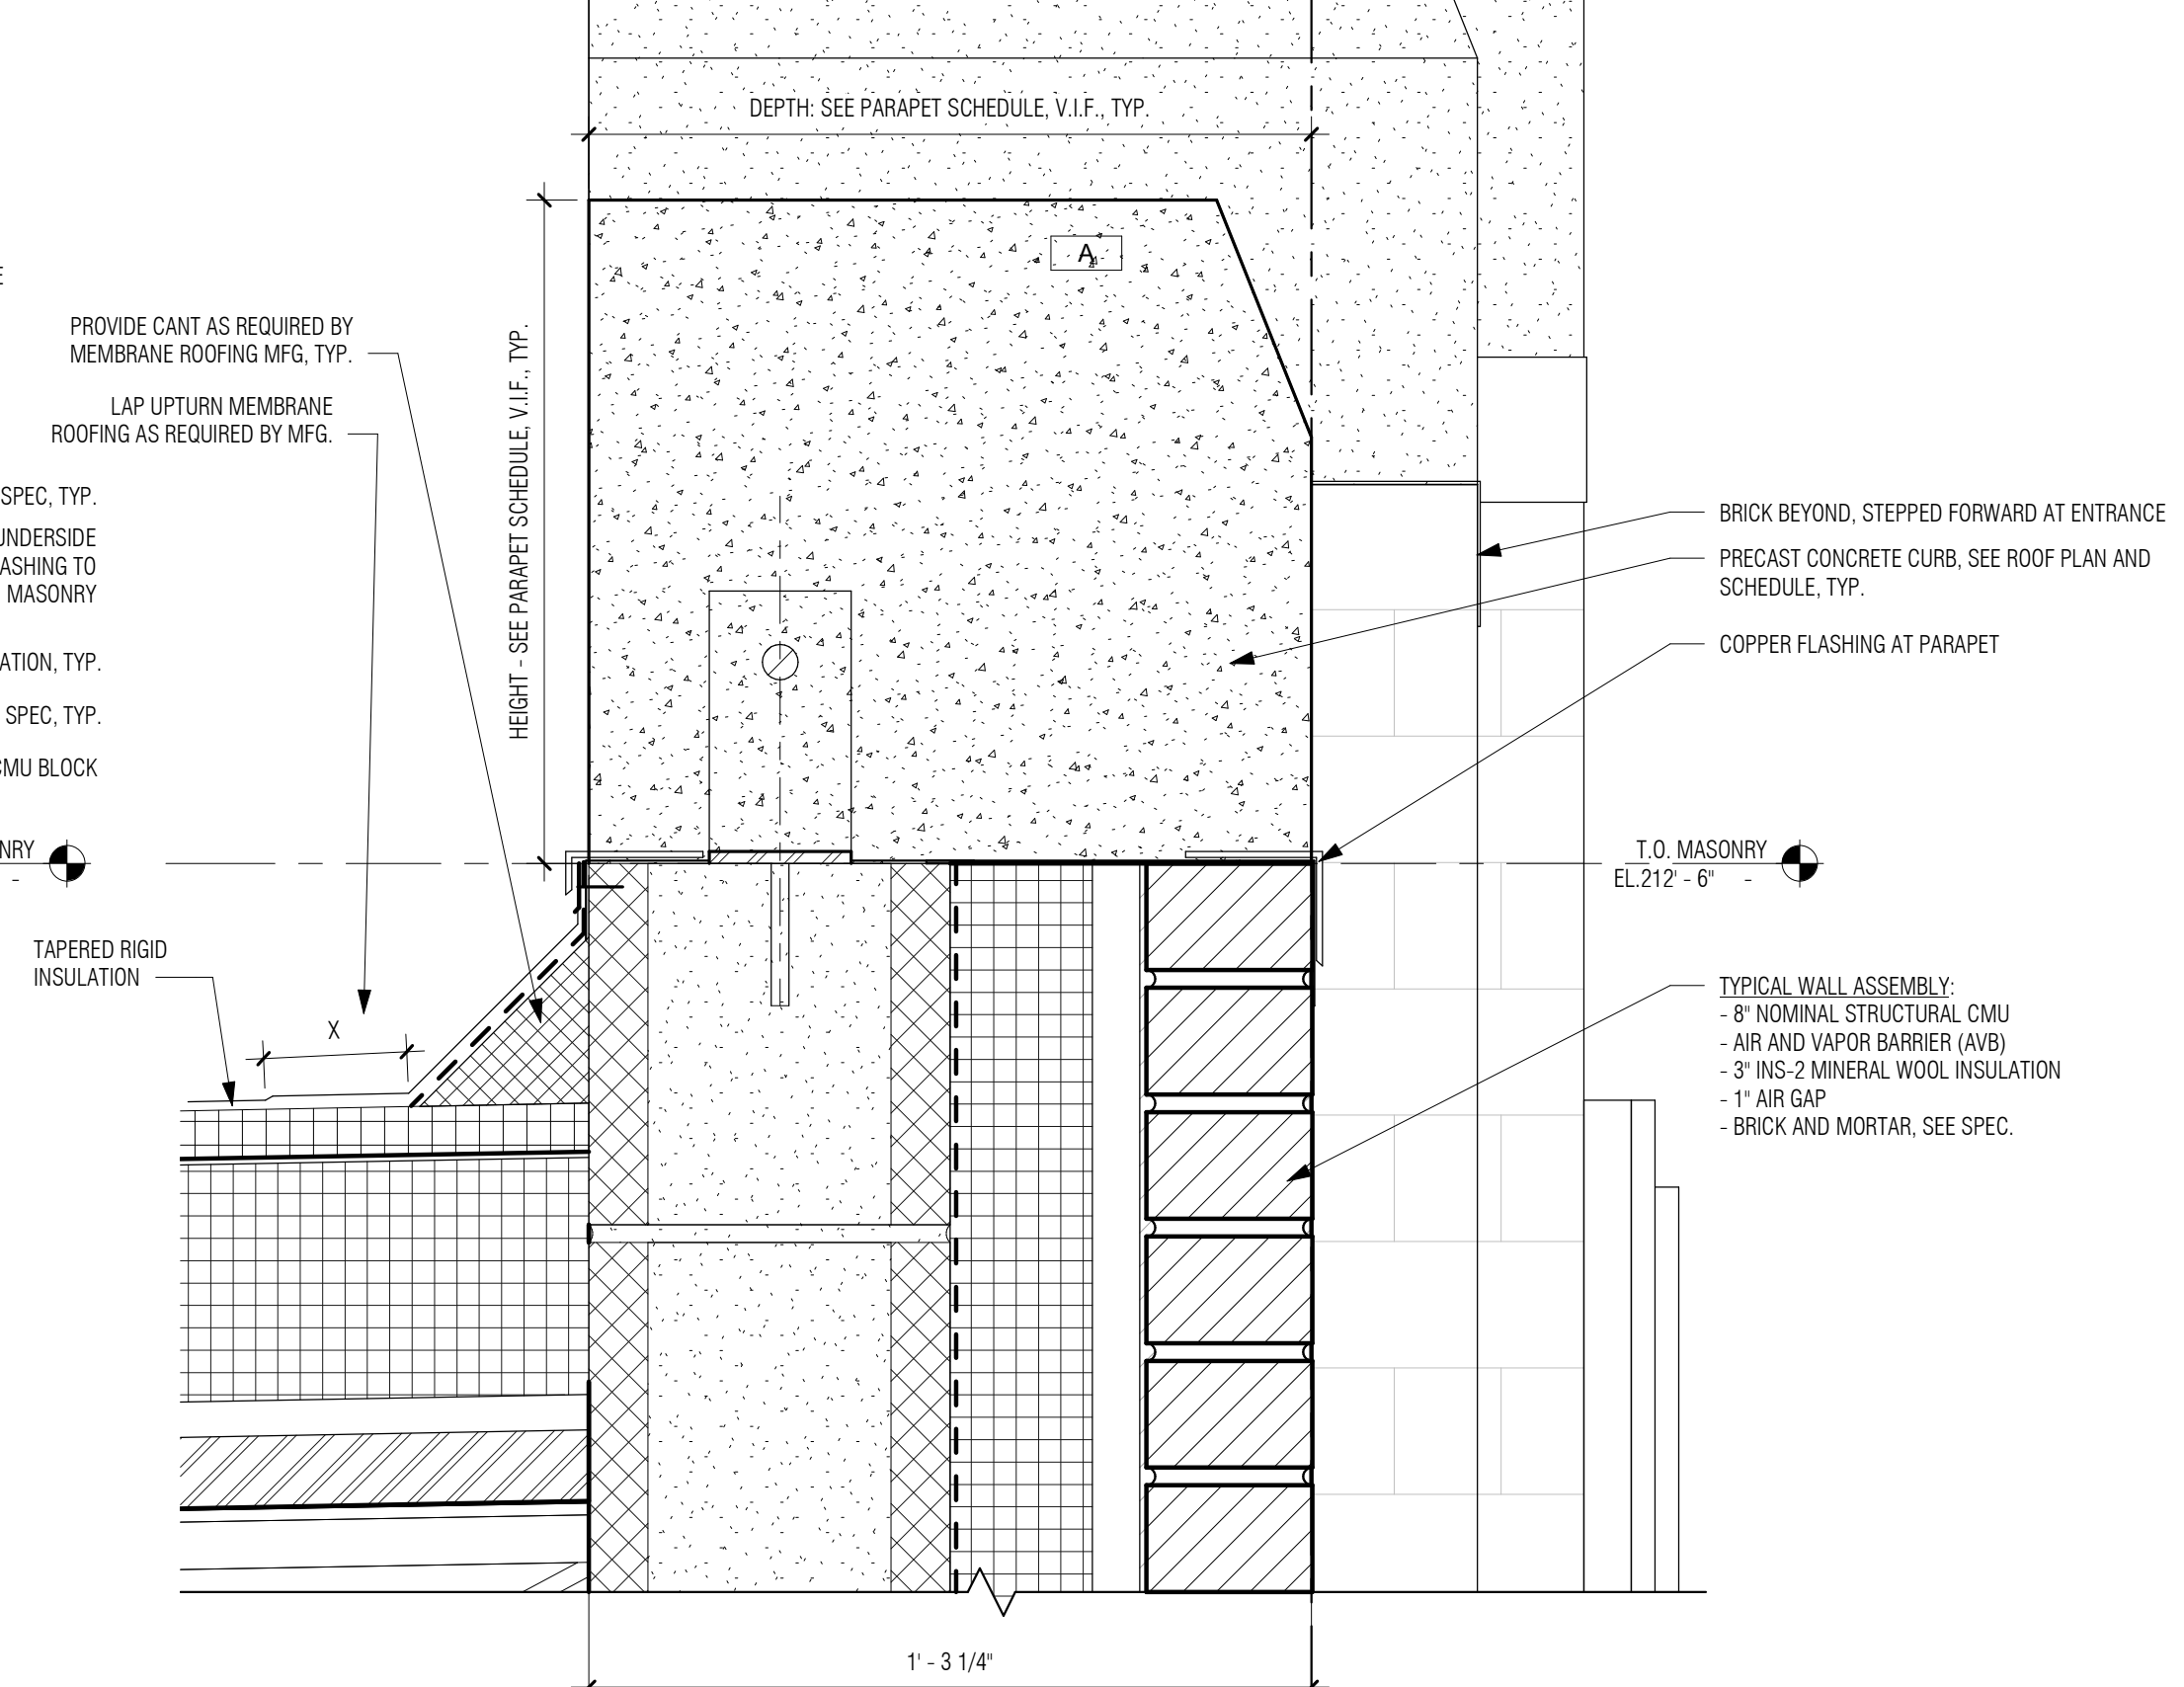 DEPTH: SEE PARAPET SCHEDULE, V.I.F., TYP.
A
E
PROVIDE CANT AS REQUIRED BY
MEMBRANE ROOFING MFG, TYP.
LAP UPTURN MEMBRANE
ROOFING AS REQUIRED BY MFG.
HEIGHT - SEE PARAPET SCHEDULE, V.I.F., TYP.
SPEC, TYP.
UNDERSIDE
ASHING TO
MASONRY
ATION, TYP.
SPEC, TYP.
CMU BLOCK
NRY
-
TAPERED RIGID
INSULATION
X
BRICK BEYOND, STEPPED FORWARD AT ENTRANCE
PRECAST CONCRETE CURB, SEE ROOF PLAN AND
SCHEDULE, TYP.
COPPER FLASHING AT PARAPET
T.O. MASONRY
EL.212' - 6" -
TYPICAL WALL ASSEMBLY:
- 8" NOMINAL STRUCTURAL CMU
- AIR AND VAPOR BARRIER (AVB)
- 3" INS-2 MINERAL WOOL INSULATION
- 1" AIR GAP
- BRICK AND MORTAR, SEE SPEC.
1' - 3 1/4"